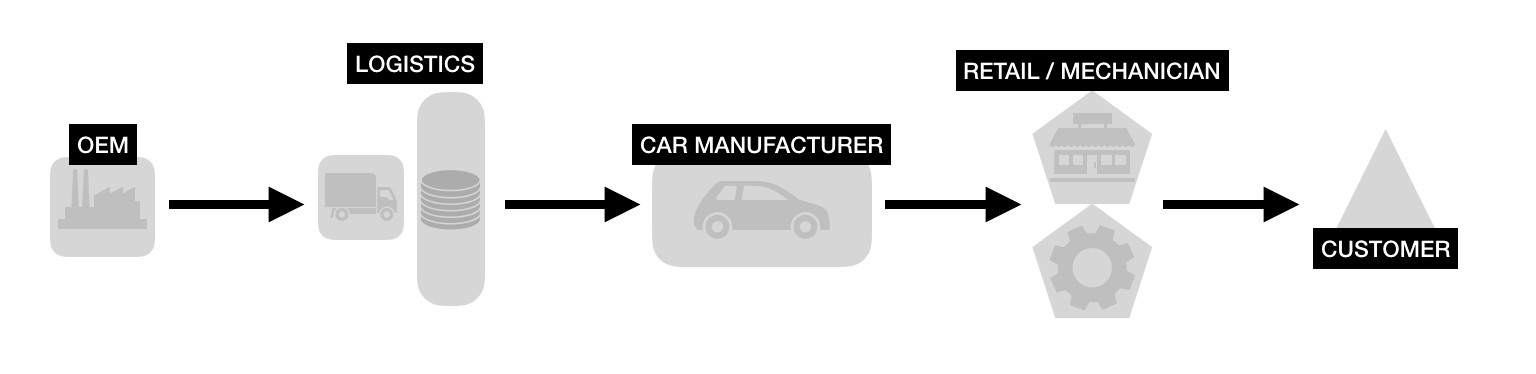 OEM
LOGISTICS
CAR MANUFACTURER
RETAIL / MECHANICIAN
CUSTOMER